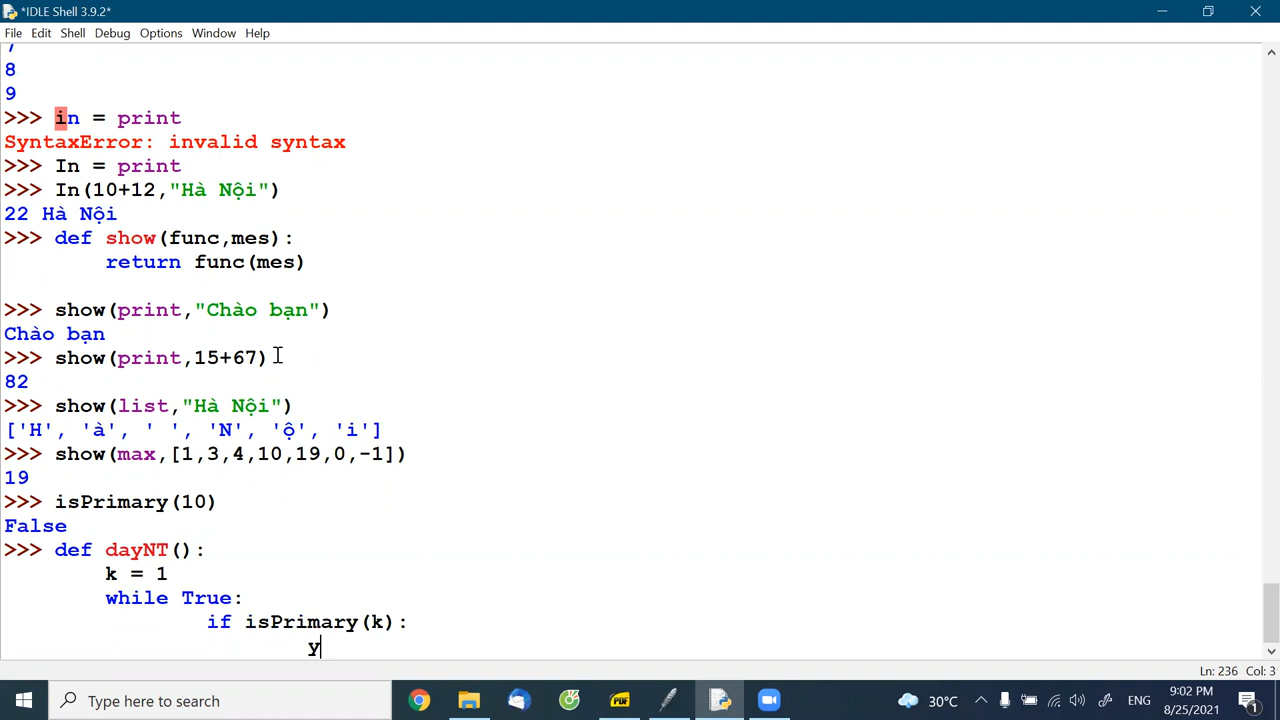 *IDLE Shell 3.9.2*
File Edit Shell Debug Options Window Help
7
8
9
>>> in = print
SyntaxError: invalid syntax
>>> In = print
>>> In(10+12,"Hà Nội")
22 Hà Nội
>>> def show(func,mes):
return func(mes)
>>> show(print,"Chào bạn")
Chào bạn
>>> show(print,15+67)
82
>>> show(list,"Hà Nội")
['H', 'à', ' ', 'N', 'ộ', 'i']
>>> show(max,[1,3,4,10,19,0,-1])
19
>>> isPrimary(10)
False
>>> def dayNT():
k = 1
while True:
if isPrimary(k):
y
Ln: 236 Col: 3
Type here to search
PDF
30°C
ENG
9:02 PM
8/25/2021
1